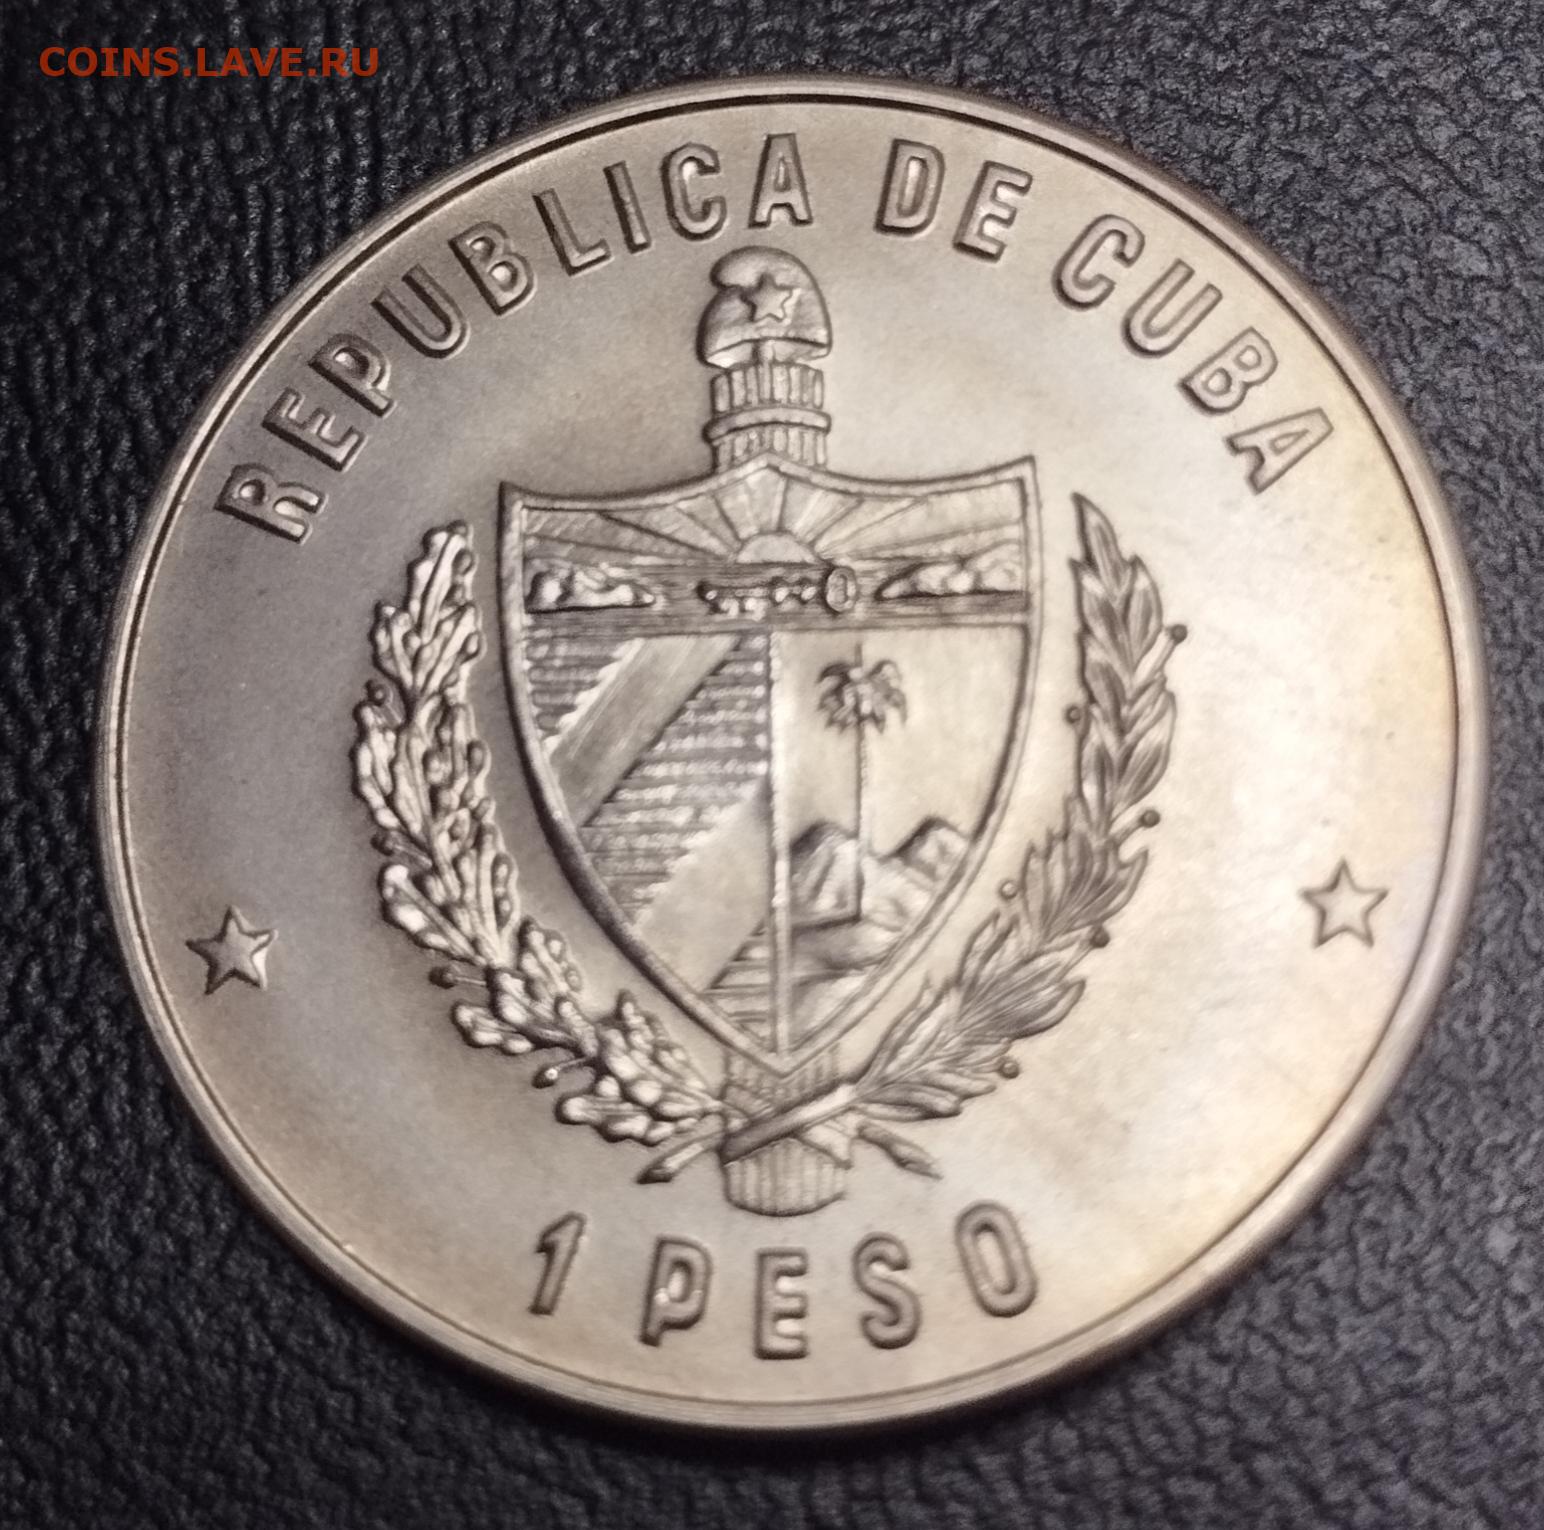 COINS.LAVE.RU
REPUBLICA DE CUBA
1 PESO